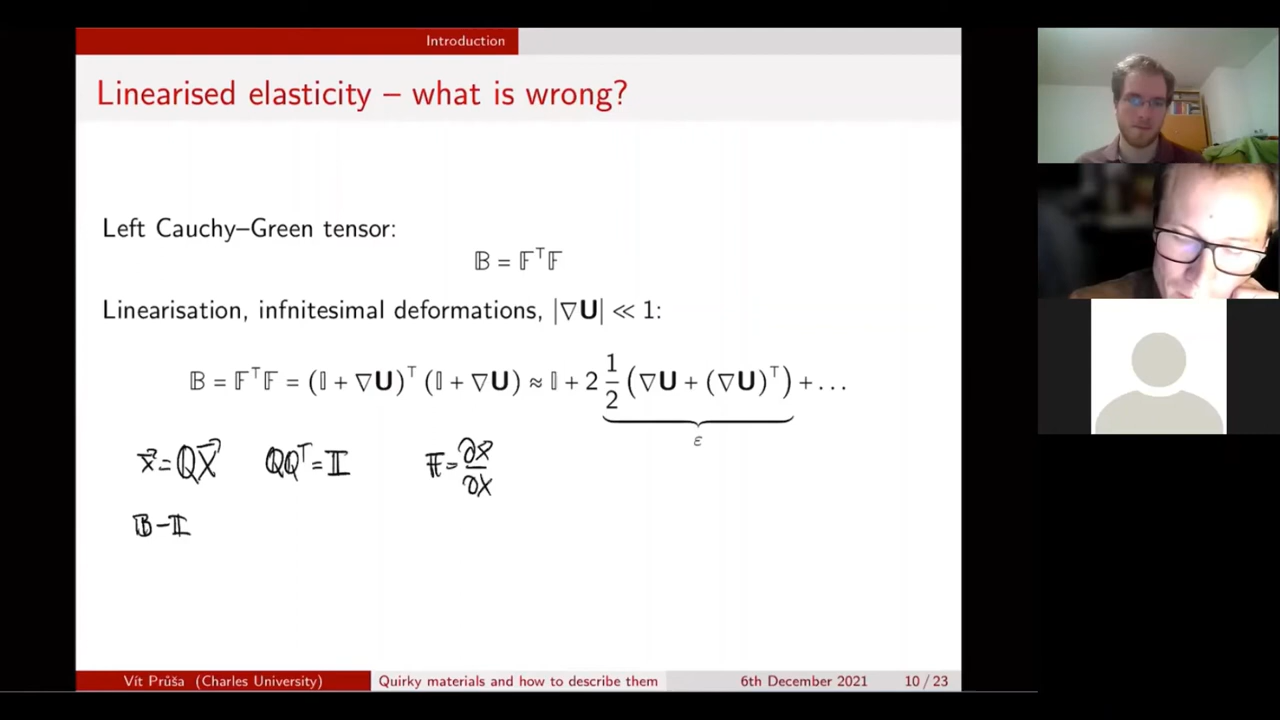 Introduction
Linearised elasticity – what is wrong?
Left Cauchy–Green tensor:
𝔹 = 𝔽ᵀ𝔽
Linearisation, infnitesimal deformations, |∇𝐔| ≪ 1:
𝔹 = 𝔽ᵀ𝔽 = (𝕀 + ∇𝐔)ᵀ (𝕀 + ∇𝐔) ≈ 𝕀 + 2 1/2 (∇𝐔 + (∇𝐔)ᵀ) + . . .
ε
x⃗ = ℚX⃗ ℚℚᵀ = 𝕀 𝔽 = ∂x⃗/∂X
𝔹 – 𝕀
Vít Průša (Charles University) Quirky materials and how to describe them 6th December 2021 10 / 23